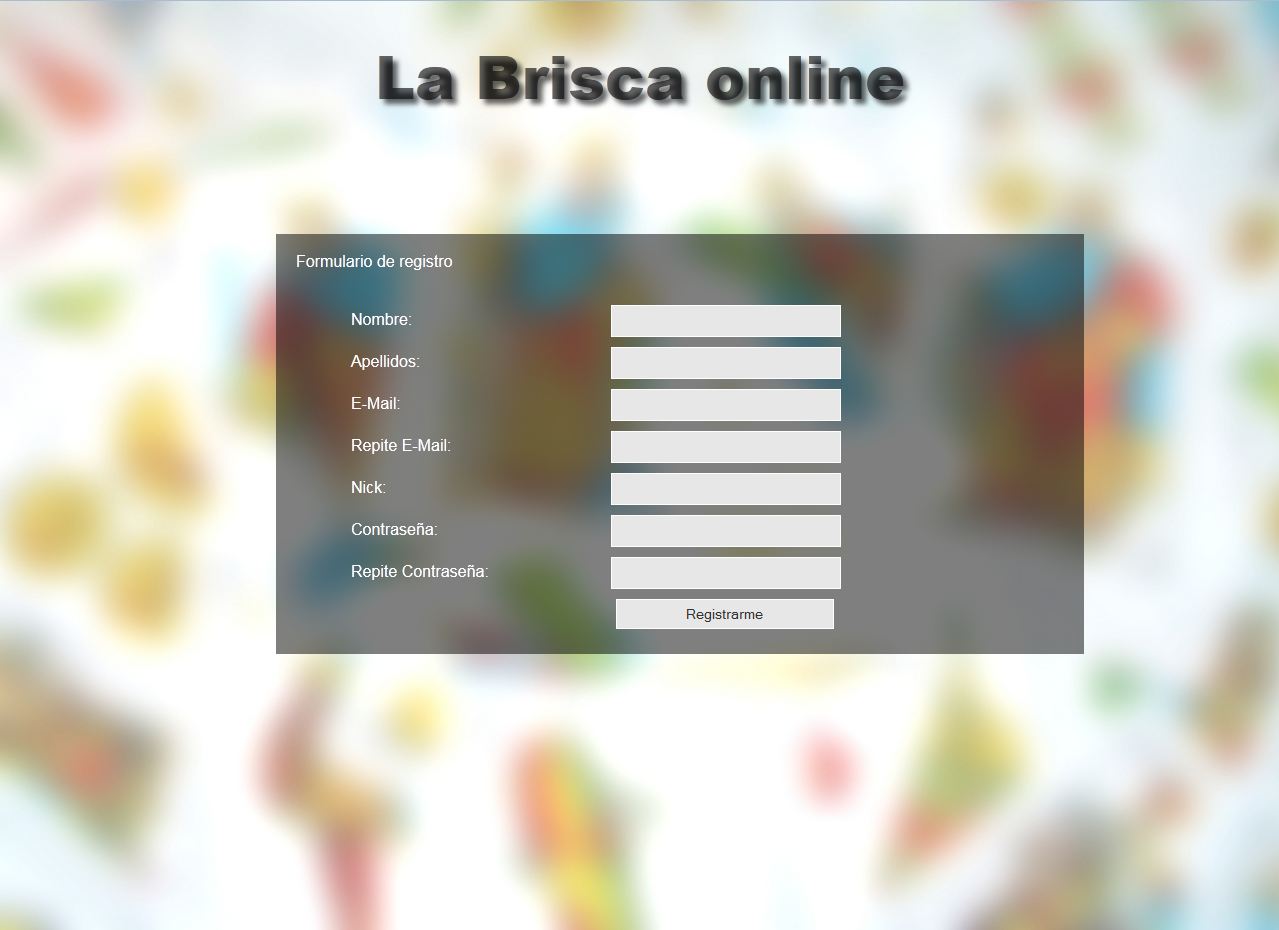 La Brisca online
Formulario de registro
Nombre:
Apellidos:
E-Mail:
Repite E-Mail:
Nick:
Contraseña:
Repite Contraseña:
Registrarme